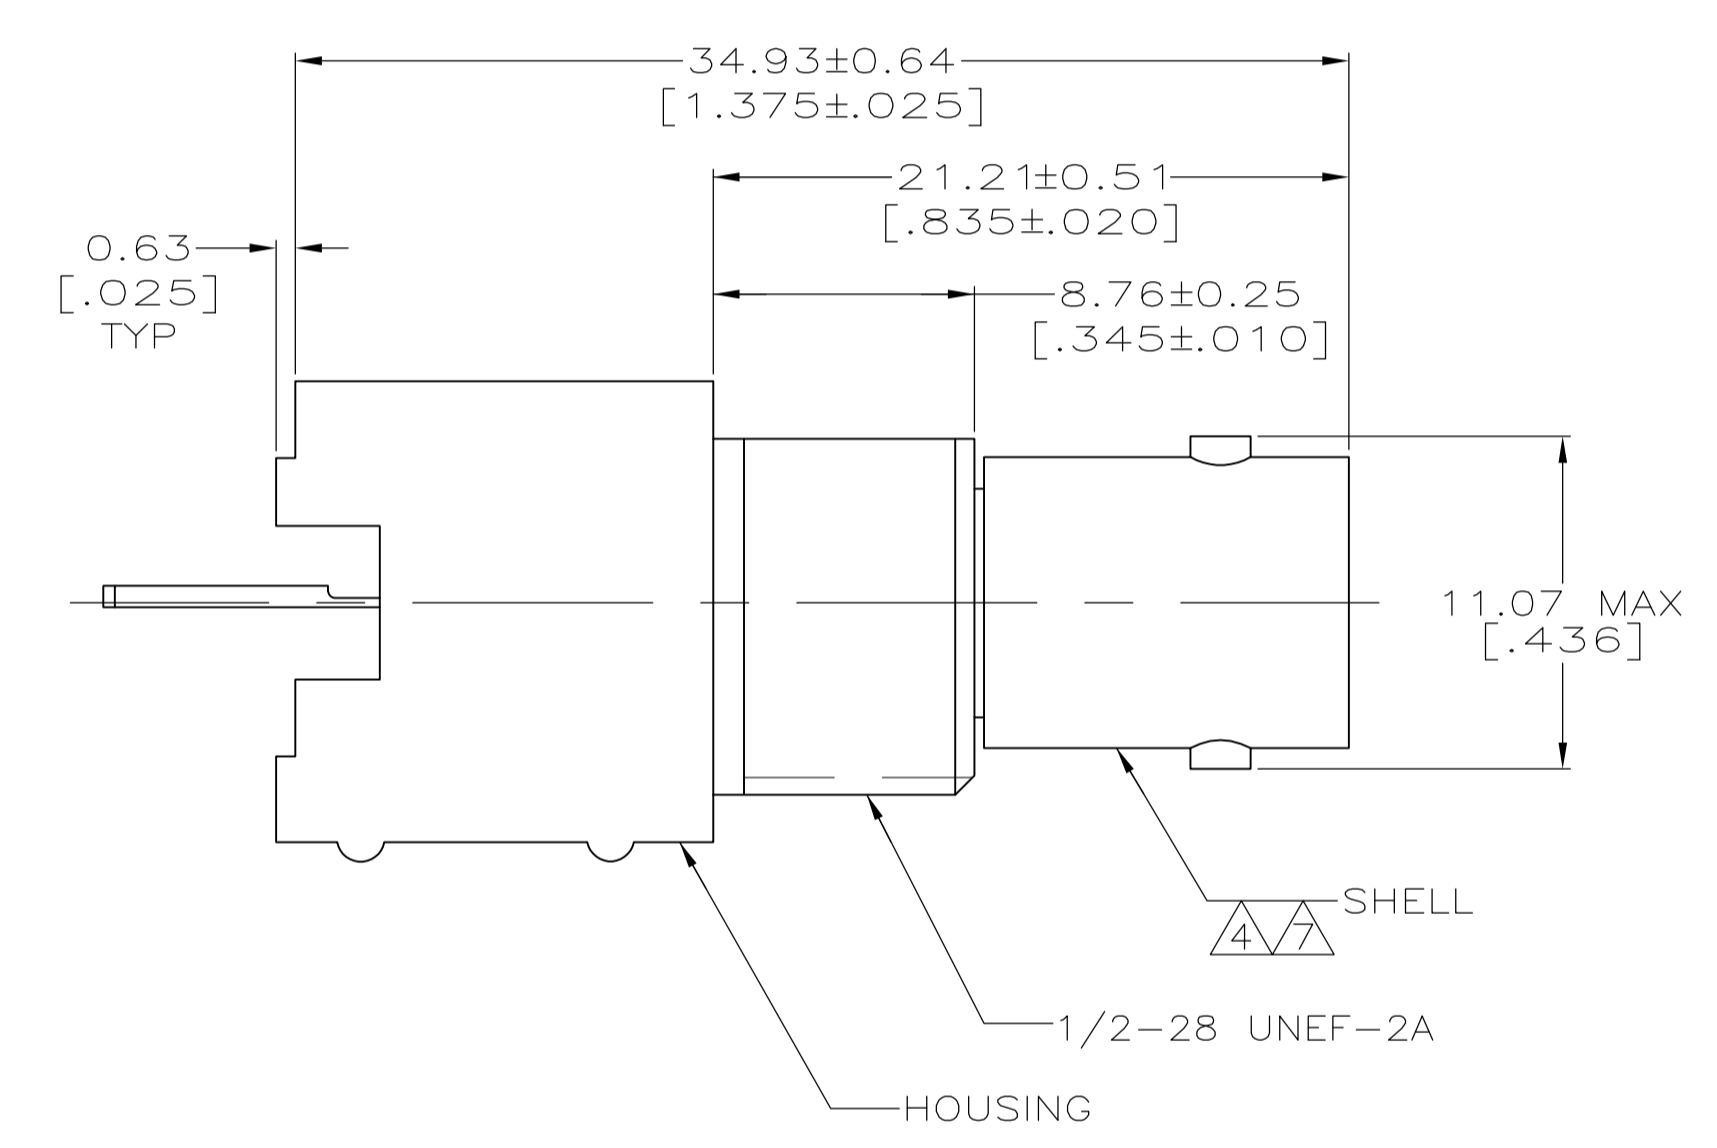 34.93±0.64
[1.375±.025]
21.21±0.51
[.835±.020]
0.63
[.025]
TYP
8.76±0.25
[.345±.010]
11.07 MAX
[.436]
SHELL
4 7
1/2-28 UNEF-2A
HOUSING